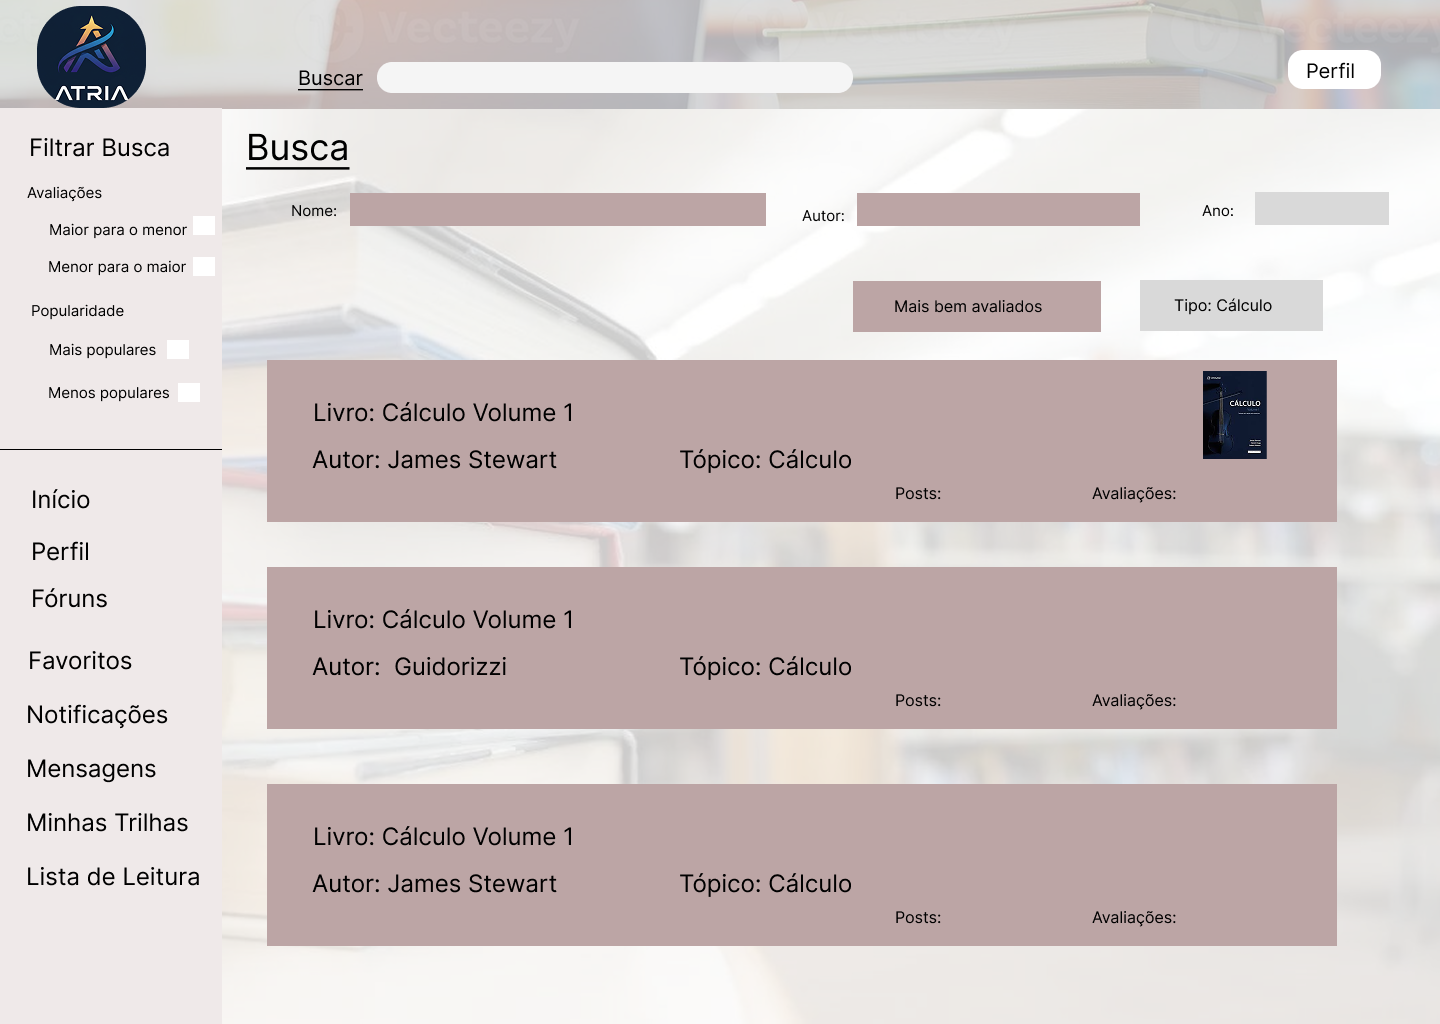 Vecteezy
ATRIA
Buscar
Perfil
Filtrar Busca
Avaliações
Maior para o menor
Menor para o maior
Popularidade
Mais populares
Menos populares
Início
Perfil
Fóruns
Favoritos
Notificações
Mensagens
Minhas Trilhas
Lista de Leitura
Busca
Nome:
Autor:
Ano:
Mais bem avaliados
Tipo: Cálculo
Livro: Cálculo Volume 1
Autor: James Stewart
Tópico: Cálculo
Posts:
Avaliações:
CÁLCULO
Livro: Cálculo Volume 1
Autor:  Guidorizzi
Tópico: Cálculo
Posts:
Avaliações:
Livro: Cálculo Volume 1
Autor: James Stewart
Tópico: Cálculo
Posts:
Avaliações: